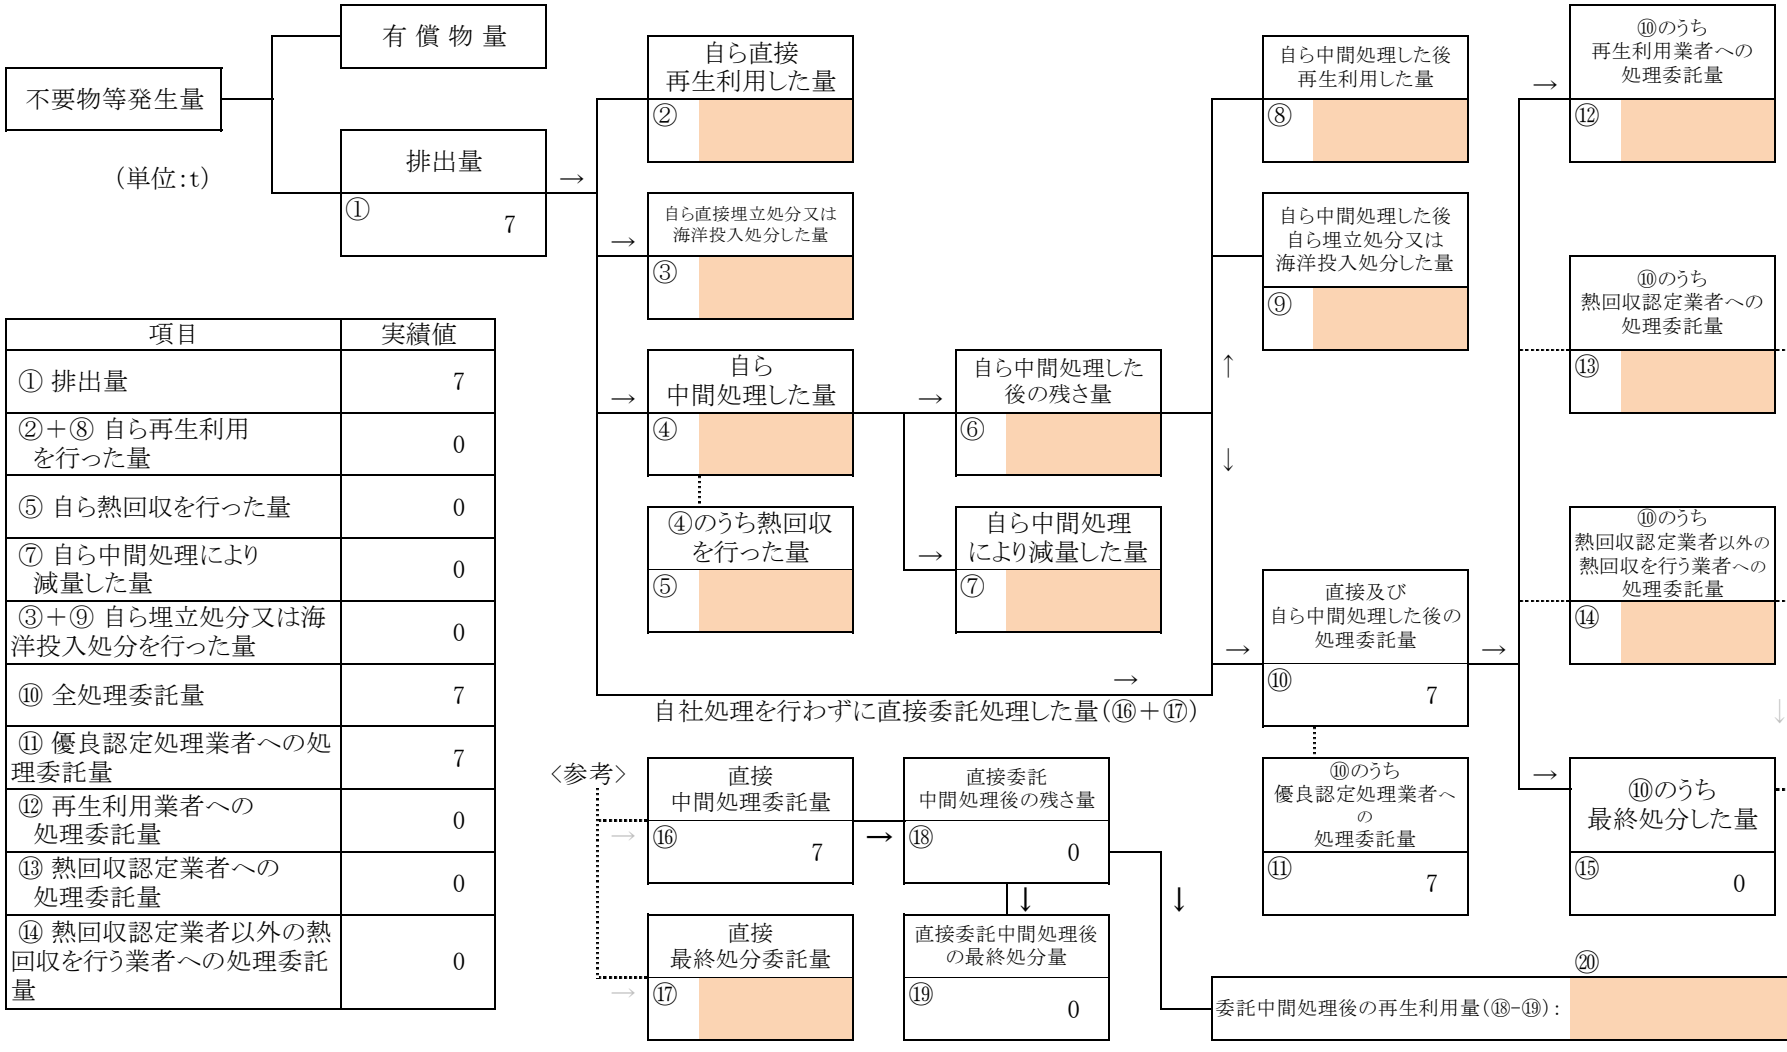 有 償 物 量
不要物等発生量
（単位：t）
排出量
①
7
→
自ら直接
再生利用した量
②
→
自ら直接埋立処分又は
海洋投入処分した量
③
→
自ら
中間処理した量
④
④のうち熱回収
を行った量
⑤
→
自ら中間処理した
後の残さ量
⑥
→
自ら中間処理
により減量した量
⑦
自ら中間処理した後
再生利用した量
⑧
自ら中間処理した後
自ら埋立処分又は
海洋投入処分した量
⑨
↑
↓
→
自社処理を行わずに直接委託処理した量（⑯＋⑰）
→
直接及び
自ら中間処理した後の
処理委託量
⑩
7
→
⑩のうち
優良認定処理業者へ
の
処理委託量
⑪
7
→
⑩のうち
再生利用業者への
処理委託量
⑫
⑩のうち
熱回収認定業者への
処理委託量
⑬
⑩のうち
熱回収認定業者以外の
熱回収を行う業者への
処理委託量
⑭
↓
→
⑩のうち
最終処分した量
⑮
0
項目
実績値
① 排出量
7
②＋⑧ 自ら再生利用
を行った量
0
⑤ 自ら熱回収を行った量
0
⑦ 自ら中間処理により
減量した量
0
③＋⑨ 自ら埋立処分又は海
洋投入処分を行った量
0
⑩ 全処理委託量
7
⑪ 優良認定処理業者への処
理委託量
7
⑫ 再生利用業者への
処理委託量
0
⑬ 熱回収認定業者への
処理委託量
0
⑭ 熱回収認定業者以外の熱
回収を行う業者への処理委託
量
0
＜参考＞
→
直接
中間処理委託量
⑯
7
→
直接委託
中間処理後の残さ量
⑱
0
↓
↓
→
直接
最終処分委託量
⑰
直接委託中間処理後
の最終処分量
⑲
0
⑳
委託中間処理後の再生利用量（⑱-⑲）：